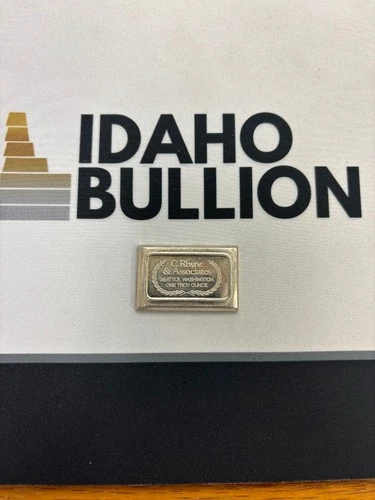 IDAHO
BULLION
C.Rhyne
& Associates
SEATTLE, WASHINGTON
ONE TROY OUNCE